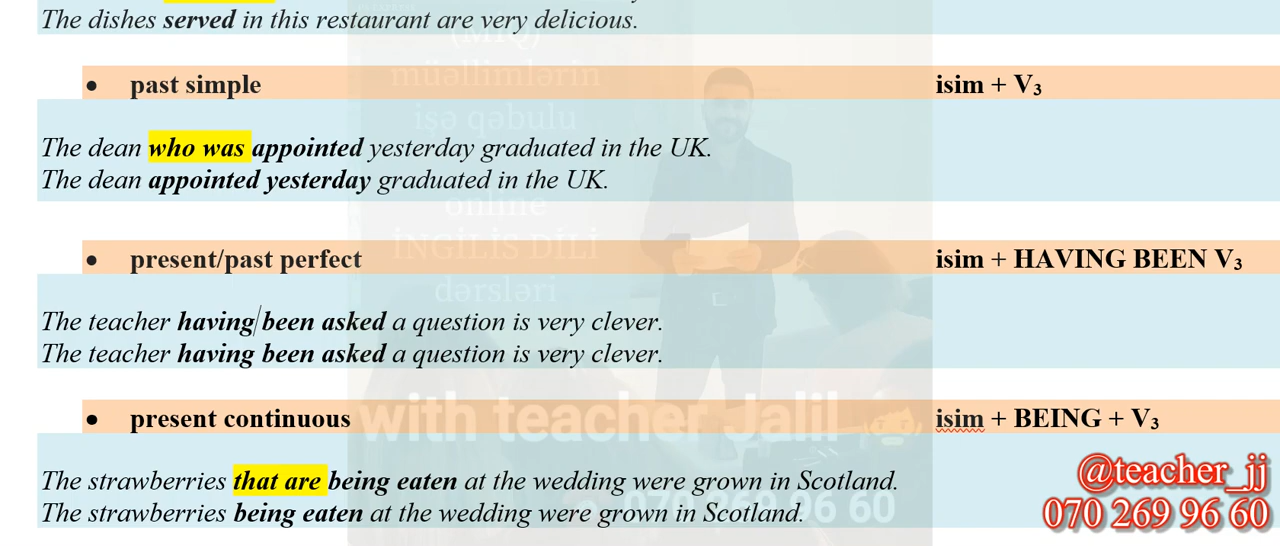 The dishes served in this restaurant are very delicious.
(MİQ)
müəllimlərin
• past simple isim + V₃
işə qəbulu
The dean who was appointed yesterday graduated in the UK.
The dean appointed yesterday graduated in the UK.
online
İNGİLİS DİLİ
• present/past perfect isim + HAVING BEEN V₃
dərsləri
The teacher having been asked a question is very clever.
The teacher having been asked a question is very clever.
• present continuous isim + BEING + V₃
with teacher Jalil
The strawberries that are being eaten at the wedding were grown in Scotland.
@teacher_jj
The strawberries being eaten at the wedding were grown in Scotland.
070 269 96 60
070 269 96 60